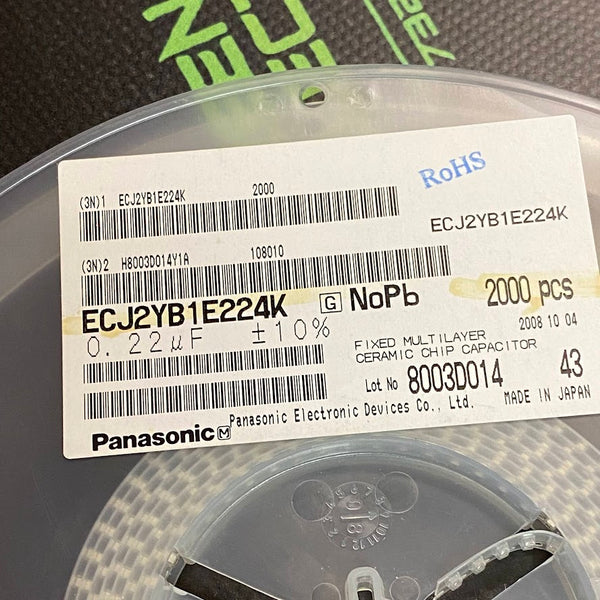 RoHS
(3N)1 ECJ2YB1E224K 2000
ECJ2YB1E224K
(3N)2 H8003D014Y1A 108010
ECJ2YB1E224K G NoPb 2000 pcs
0.22μF ±10% 2008 10 04
FIXED MULTILAYER
CERAMIC CHIP CAPACITOR
Lot No 8003D014 43
Panasonic Electronic Devices Co., Ltd. MADE IN JAPAN
Panasonic M